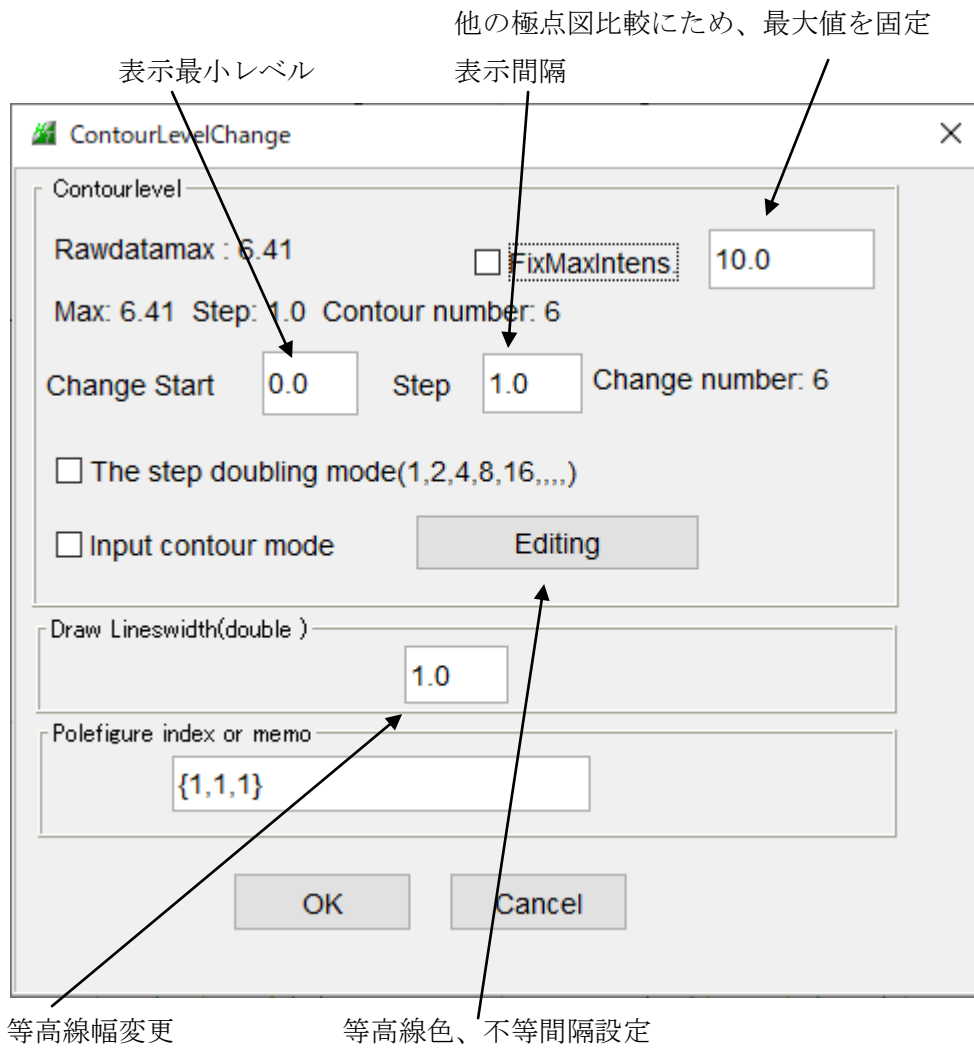 他の極点図比較にため、最大値を固定
表示最小レベル
表示間隔
ContourLevelChange
Contourlevel
Rawdatamax : 6.41
FixMaxIntens.
10.0
Max: 6.41 Step: 1.0 Contour number: 6
Change Start
0.0
Step
1.0
Change number: 6
The step doubling mode(1,2,4,8,16,,,,)
Input contour mode
Editing
Draw Lineswidth(double )
1.0
Polefigure index or memo
{1,1,1}
OK
Cancel
等高線幅変更
等高線色、不等間隔設定